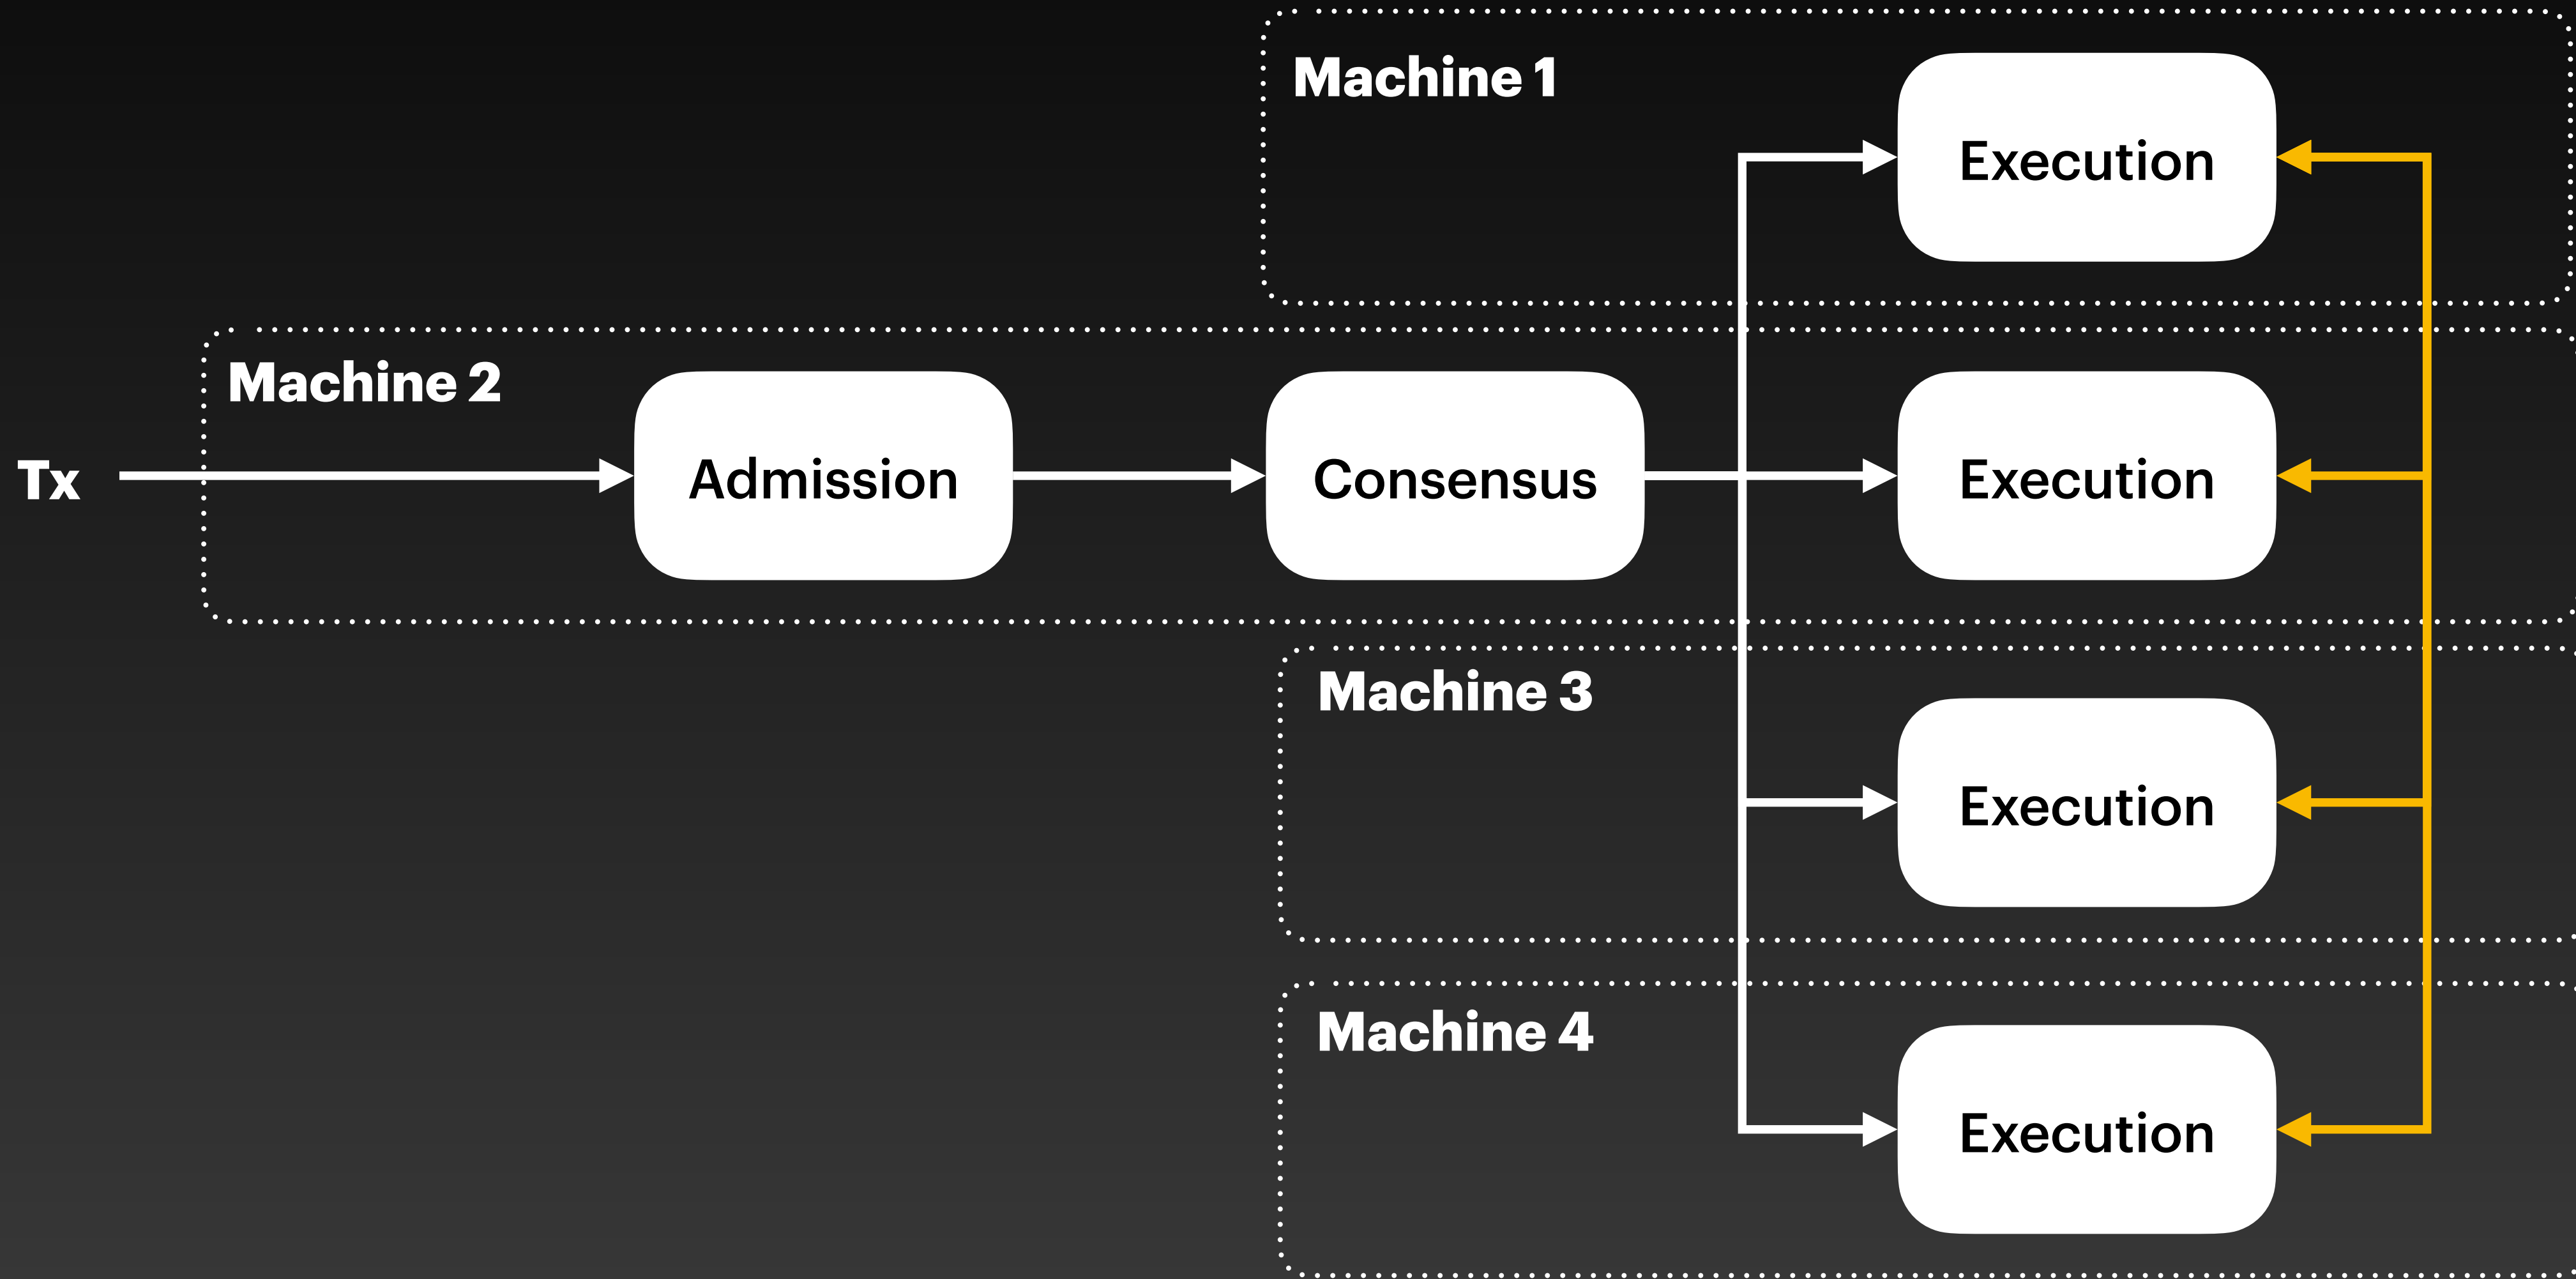 Machine 1
Execution
Machine 2
Tx
Admission
Consensus
Execution
Machine 3
Execution
Machine 4
Execution